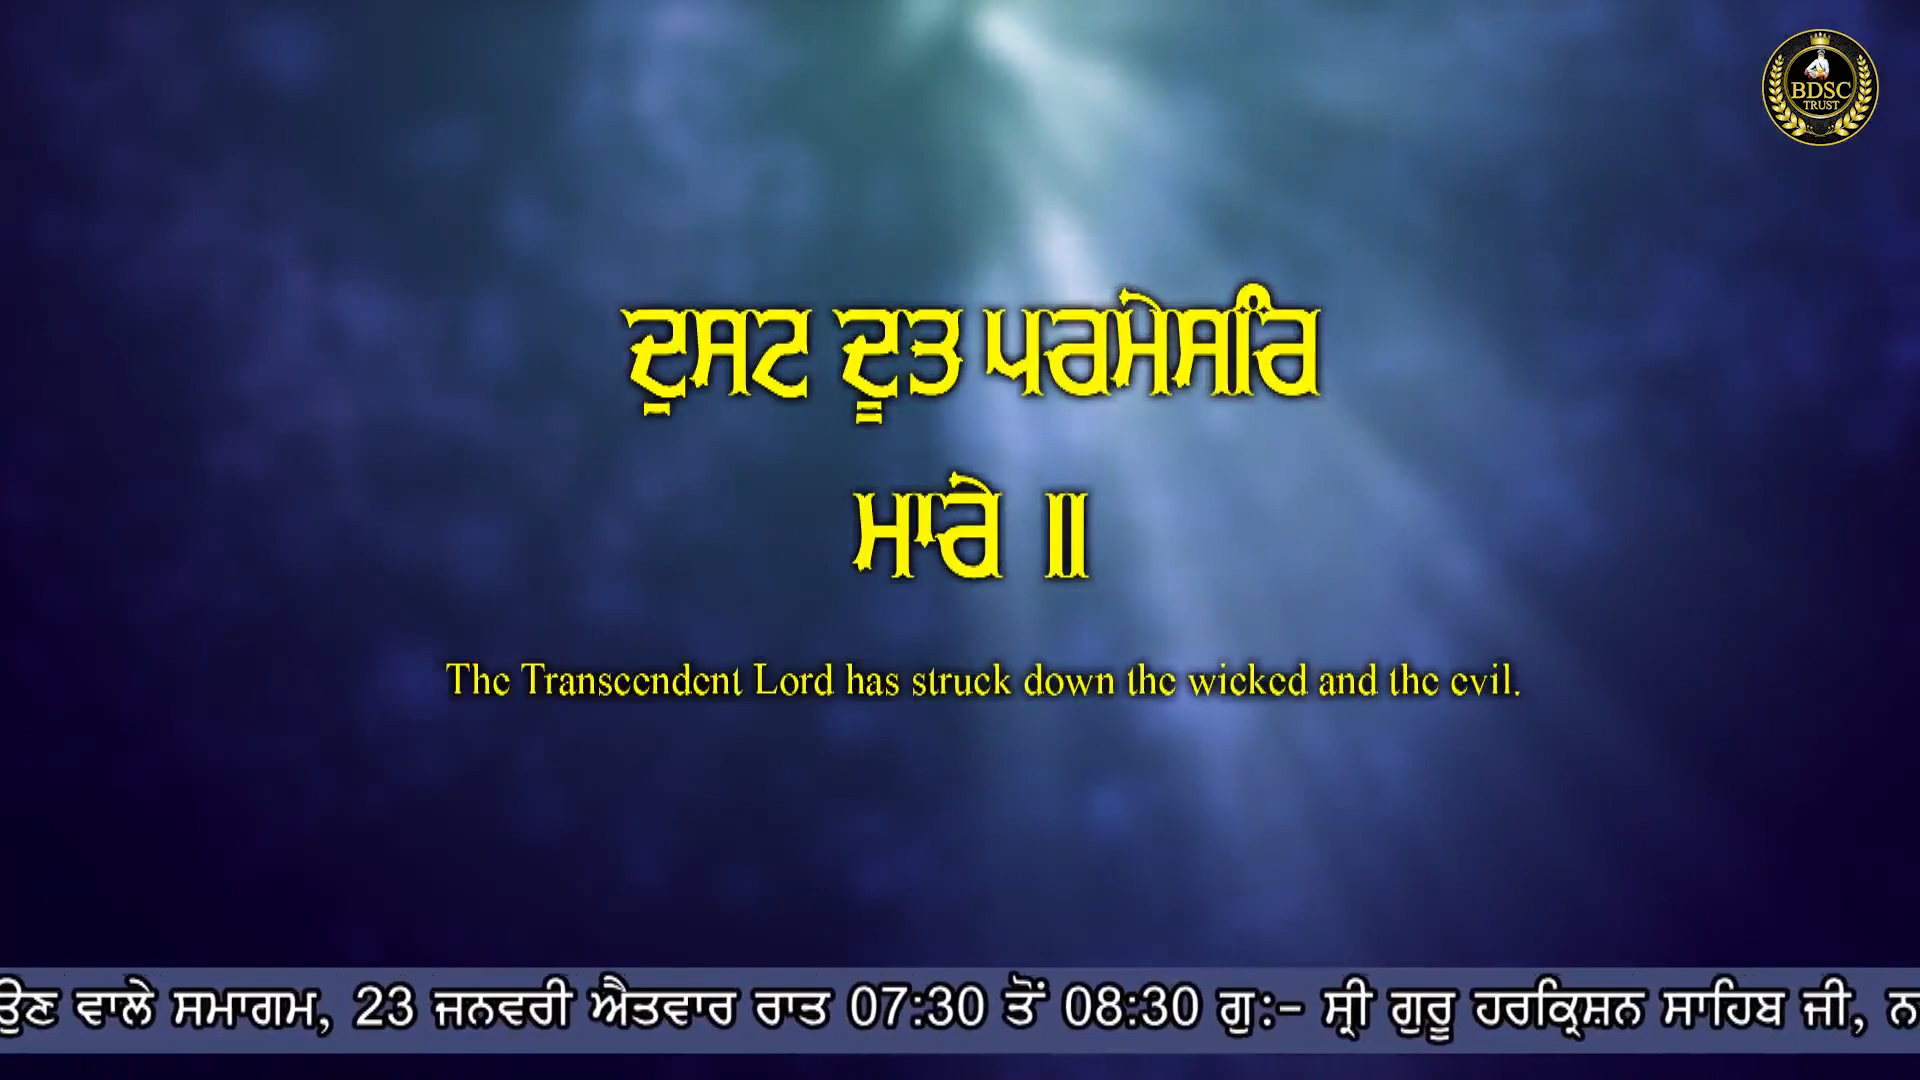 BDSC
TRUST
ਦੁਸਟ ਦੂਤ ਪਰਮੇਸਰਿ
ਮਾਰੇ ॥
The Transcendent Lord has struck down the wicked and the evil.
ਵਾਲੇ ਸਮਾਗਮ, 23 ਜਨਵਰੀ ਐਤਵਾਰ ਰਾਤ 07:30 ਤੋਂ 08:30 ਗੁ:- ਸ਼੍ਰੀ ਗੁਰੂ ਹਰਕ੍ਰਿਸ਼ਨ ਸਾਹਿਬ ਜੀ,